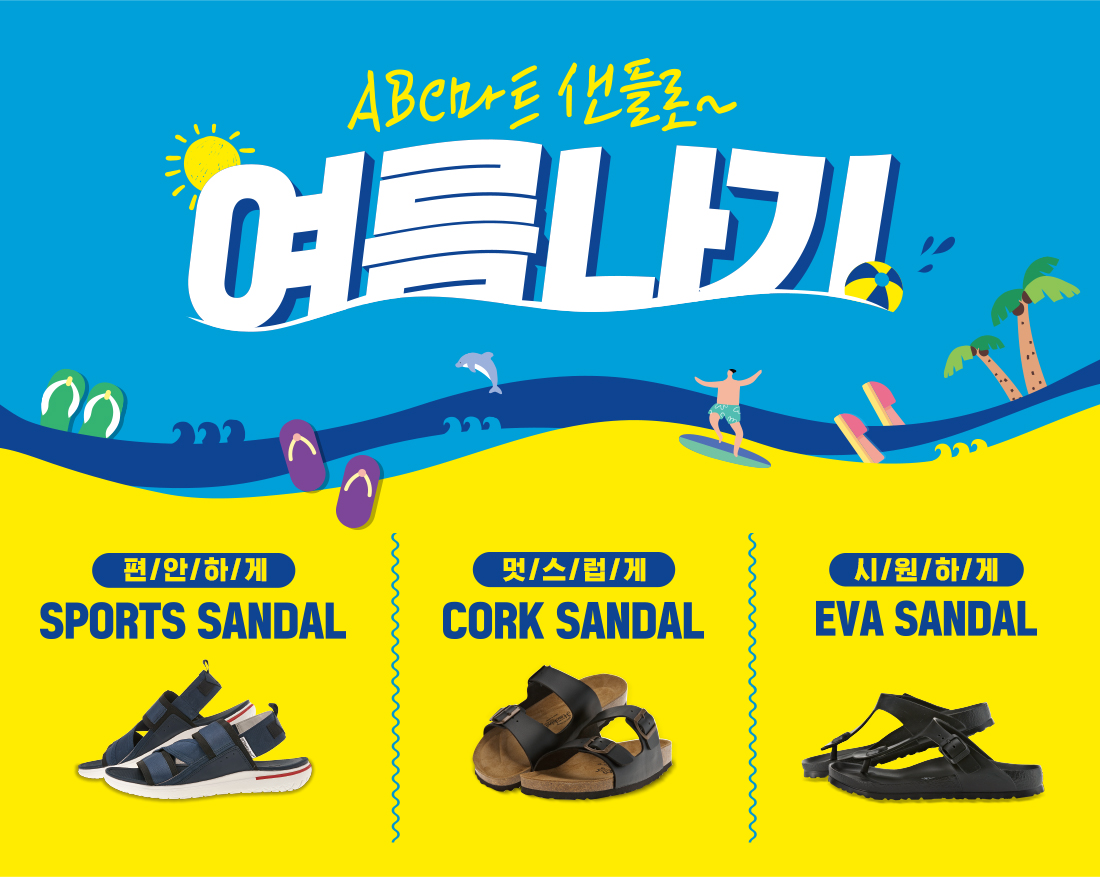 ABC마트 샌들로~
여름나기
편/안/하/게
SPORTS SANDAL
멋/스/럽/게
CORK SANDAL
시/원/하/게
EVA SANDAL